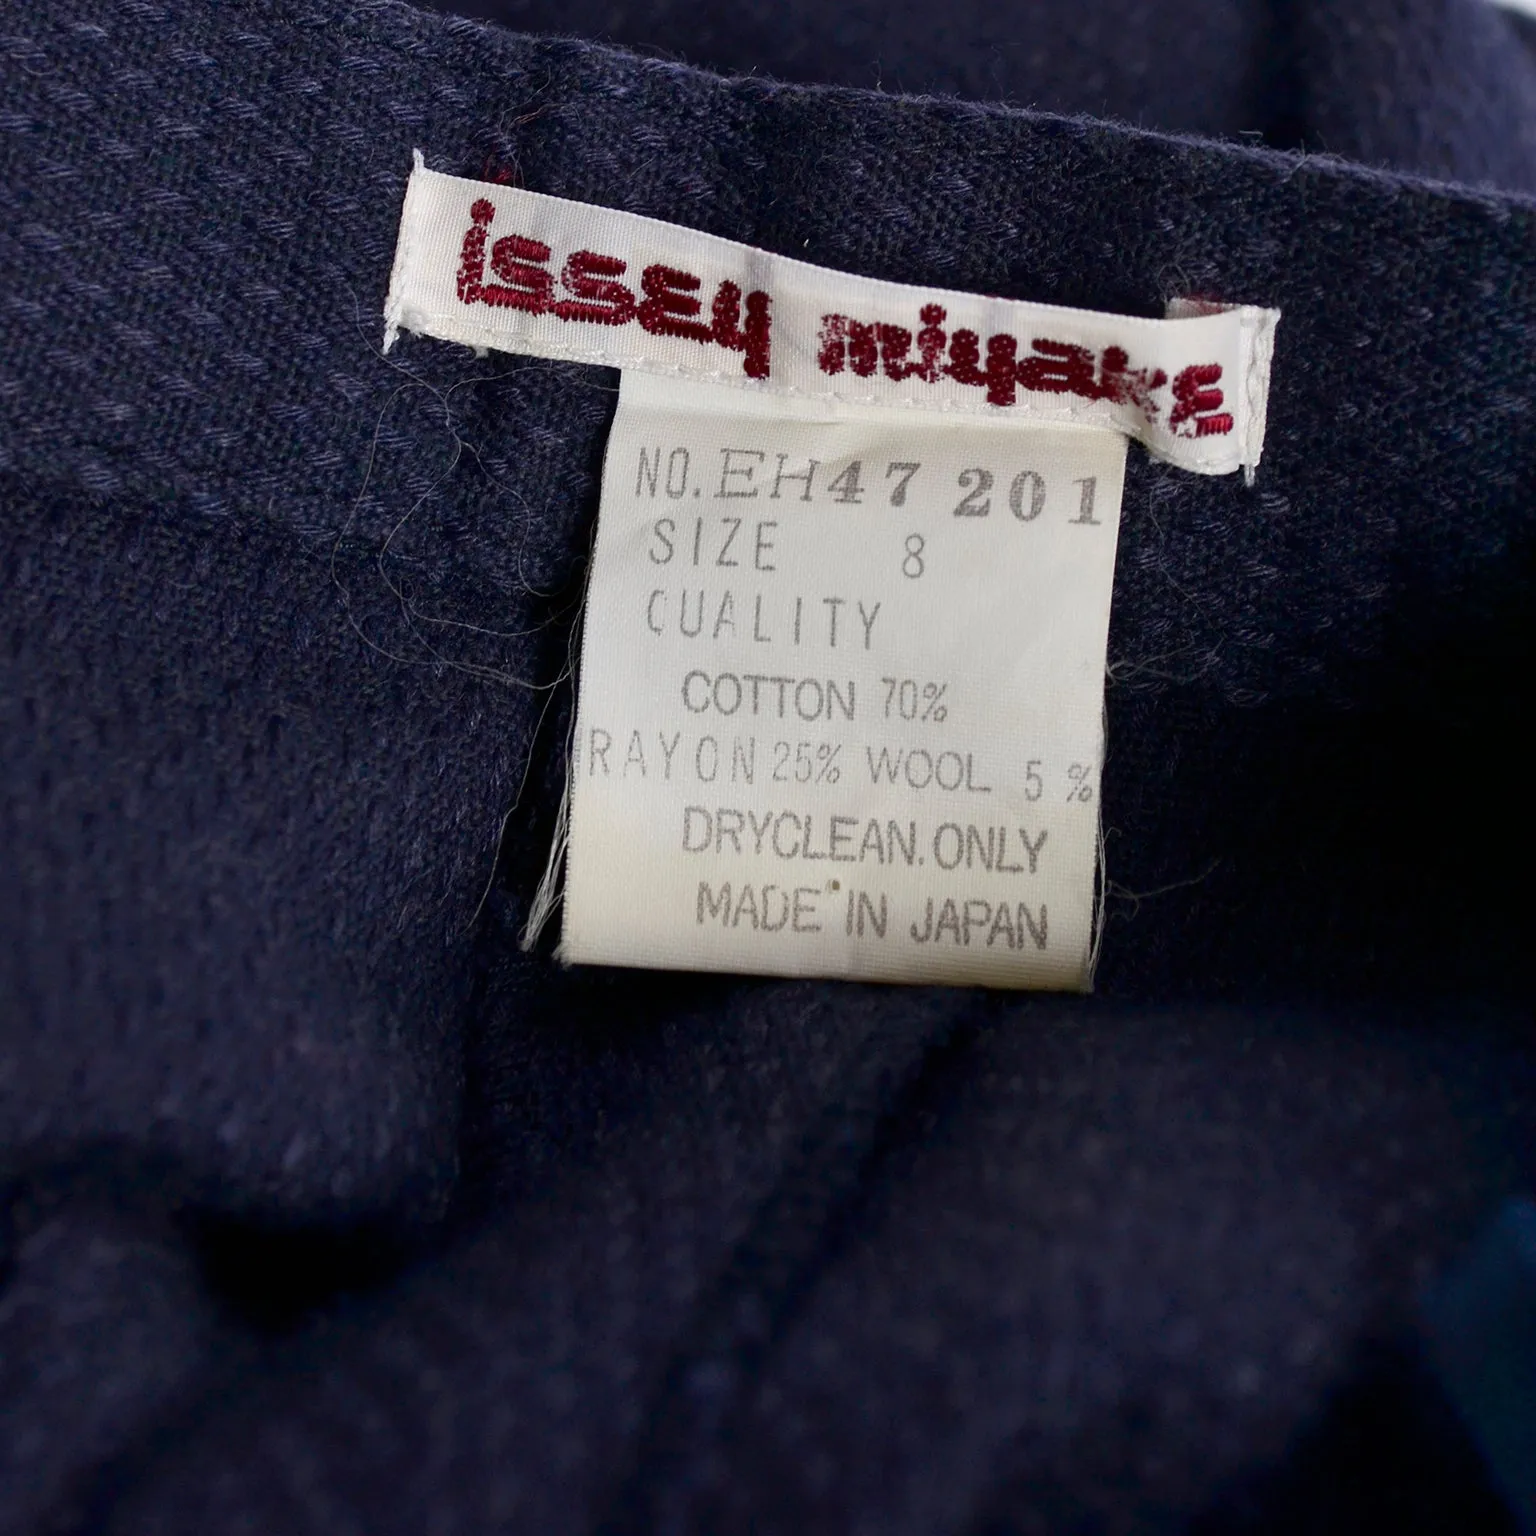 issey miyake
NO. EH47 201
SIZE 8
QUALITY
COTTON 70%
RAYON 25% WOOL 5%
DRYCLEAN. ONLY
MADE IN JAPAN